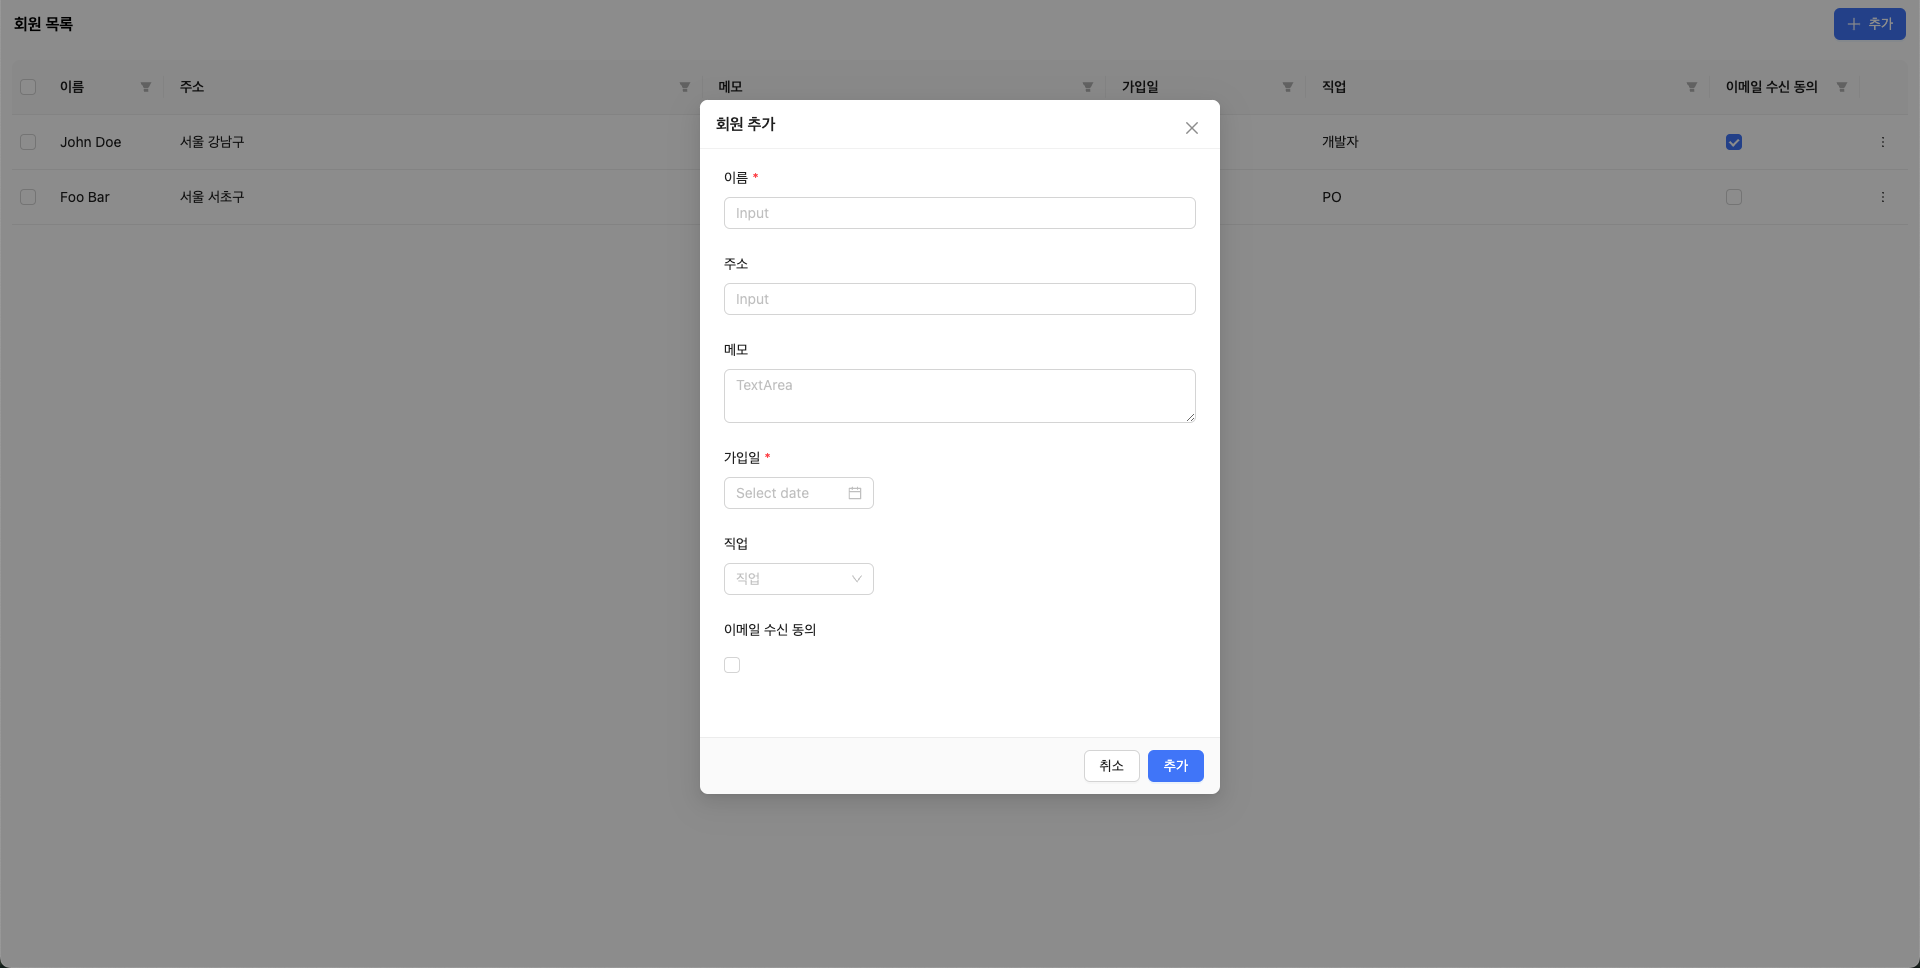 회원 목록
추가
이름 주소 메모 가입일 직업 이메일 수신 동의
John Doe 서울 강남구 개발자
Foo Bar 서울 서초구 PO
회원 추가
이름 *
Input
주소
Input
메모
TextArea
가입일 *
Select date
직업
직업
이메일 수신 동의
취소 추가